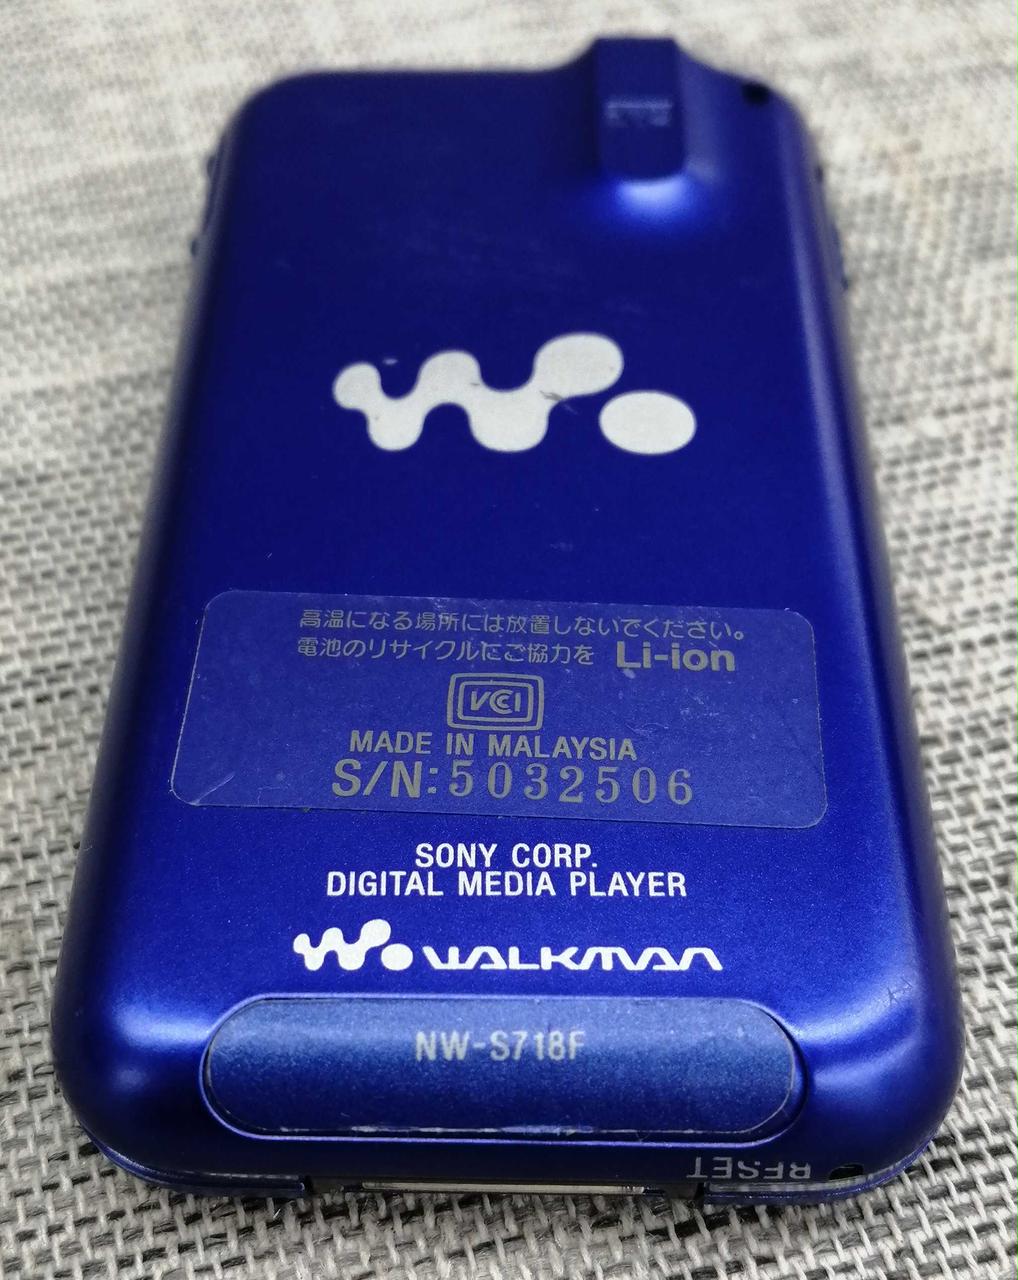 高温になる場所には放置しないでください。
電池のリサイクルにご協力を Li-ion
VCI
MADE IN MALAYSIA
S/N:5032506
SONY CORP.
DIGITAL MEDIA PLAYER
WALKMAN
NW-S718F
RESET